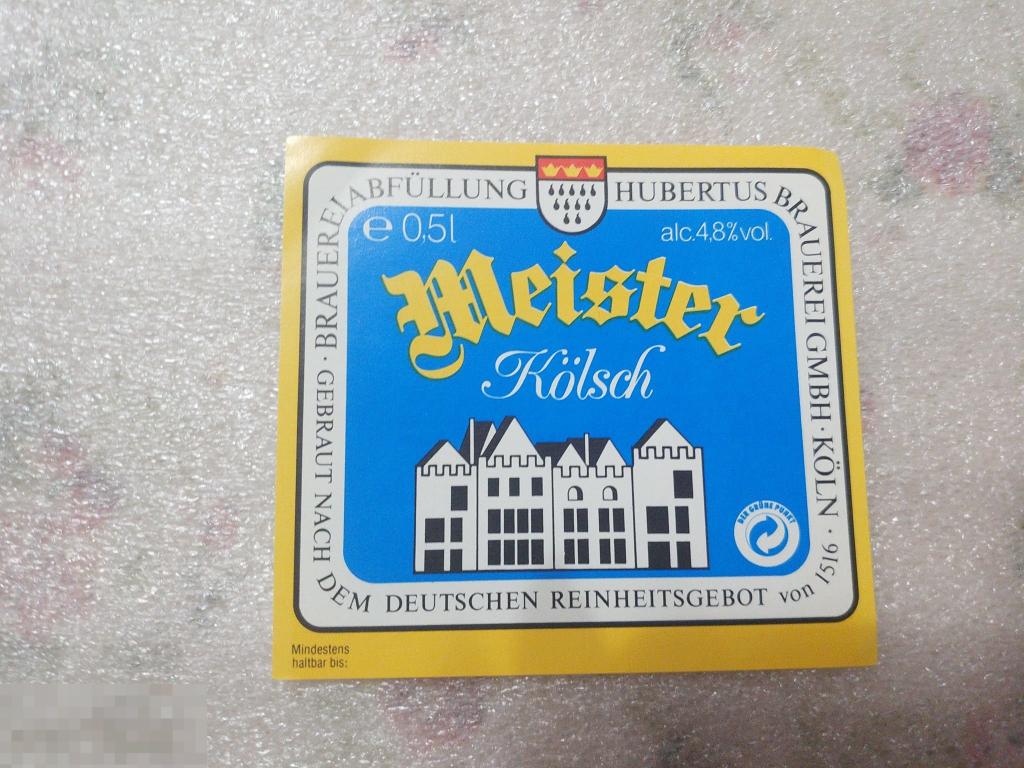 BRAUEREIABFÜLLUNG HUBERTUS BRAUEREI GMBH · KÖLN ·
e 0,5l
alc.4,8%vol.
Meister
Kölsch
DER GRÜNE PUNKT
· GEBRAUT NACH DEM DEUTSCHEN REINHEITSGEBOT von 1516
Mindestens
haltbar bis: